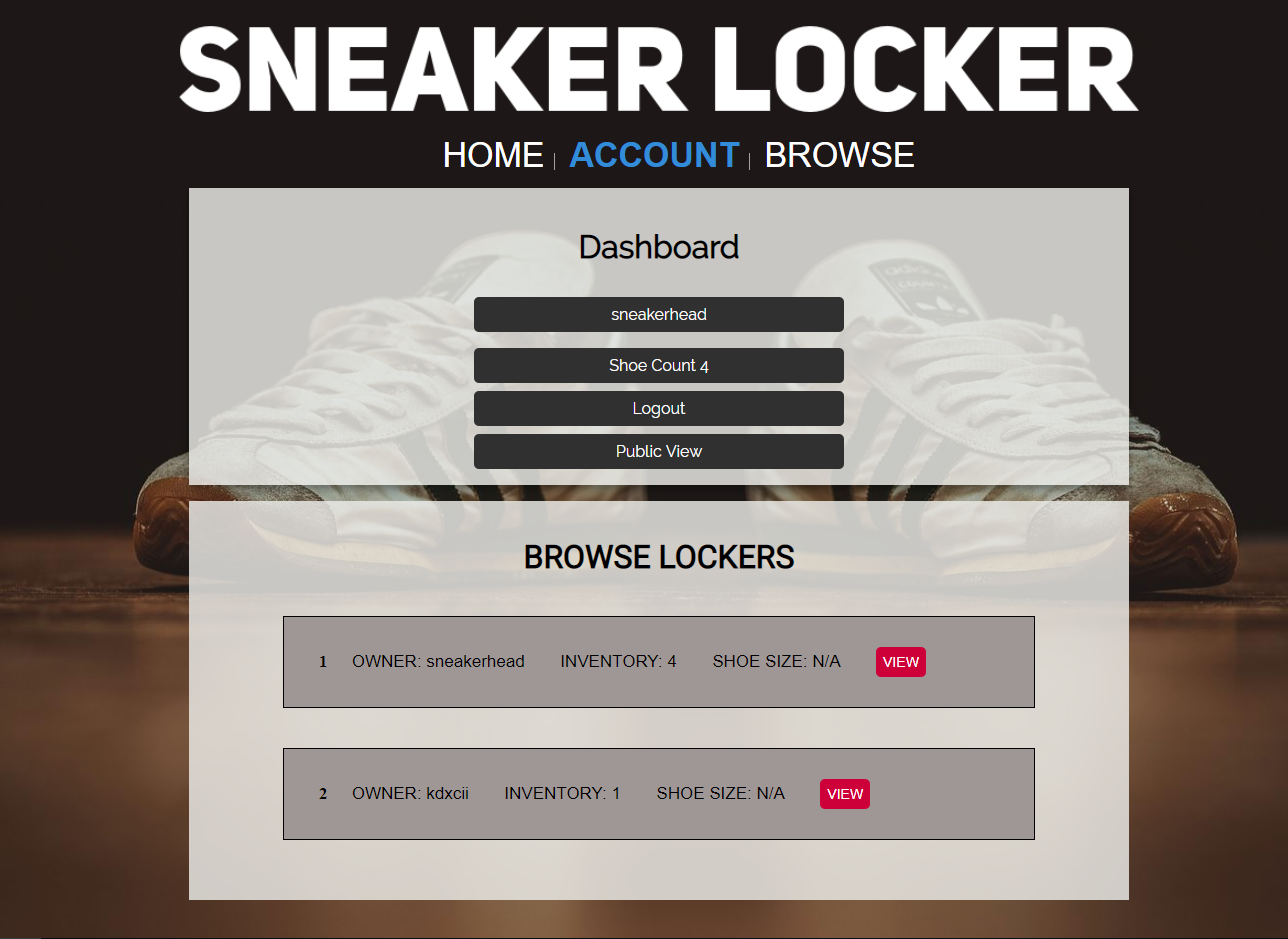 SNEAKER LOCKER
HOME | ACCOUNT | BROWSE
Dashboard
sneakerhead
Shoe Count 4
Logout
Public View
BROWSE LOCKERS
1 OWNER: sneakerhead INVENTORY: 4 SHOE SIZE: N/A VIEW
2 OWNER: kdxcii INVENTORY: 1 SHOE SIZE: N/A VIEW